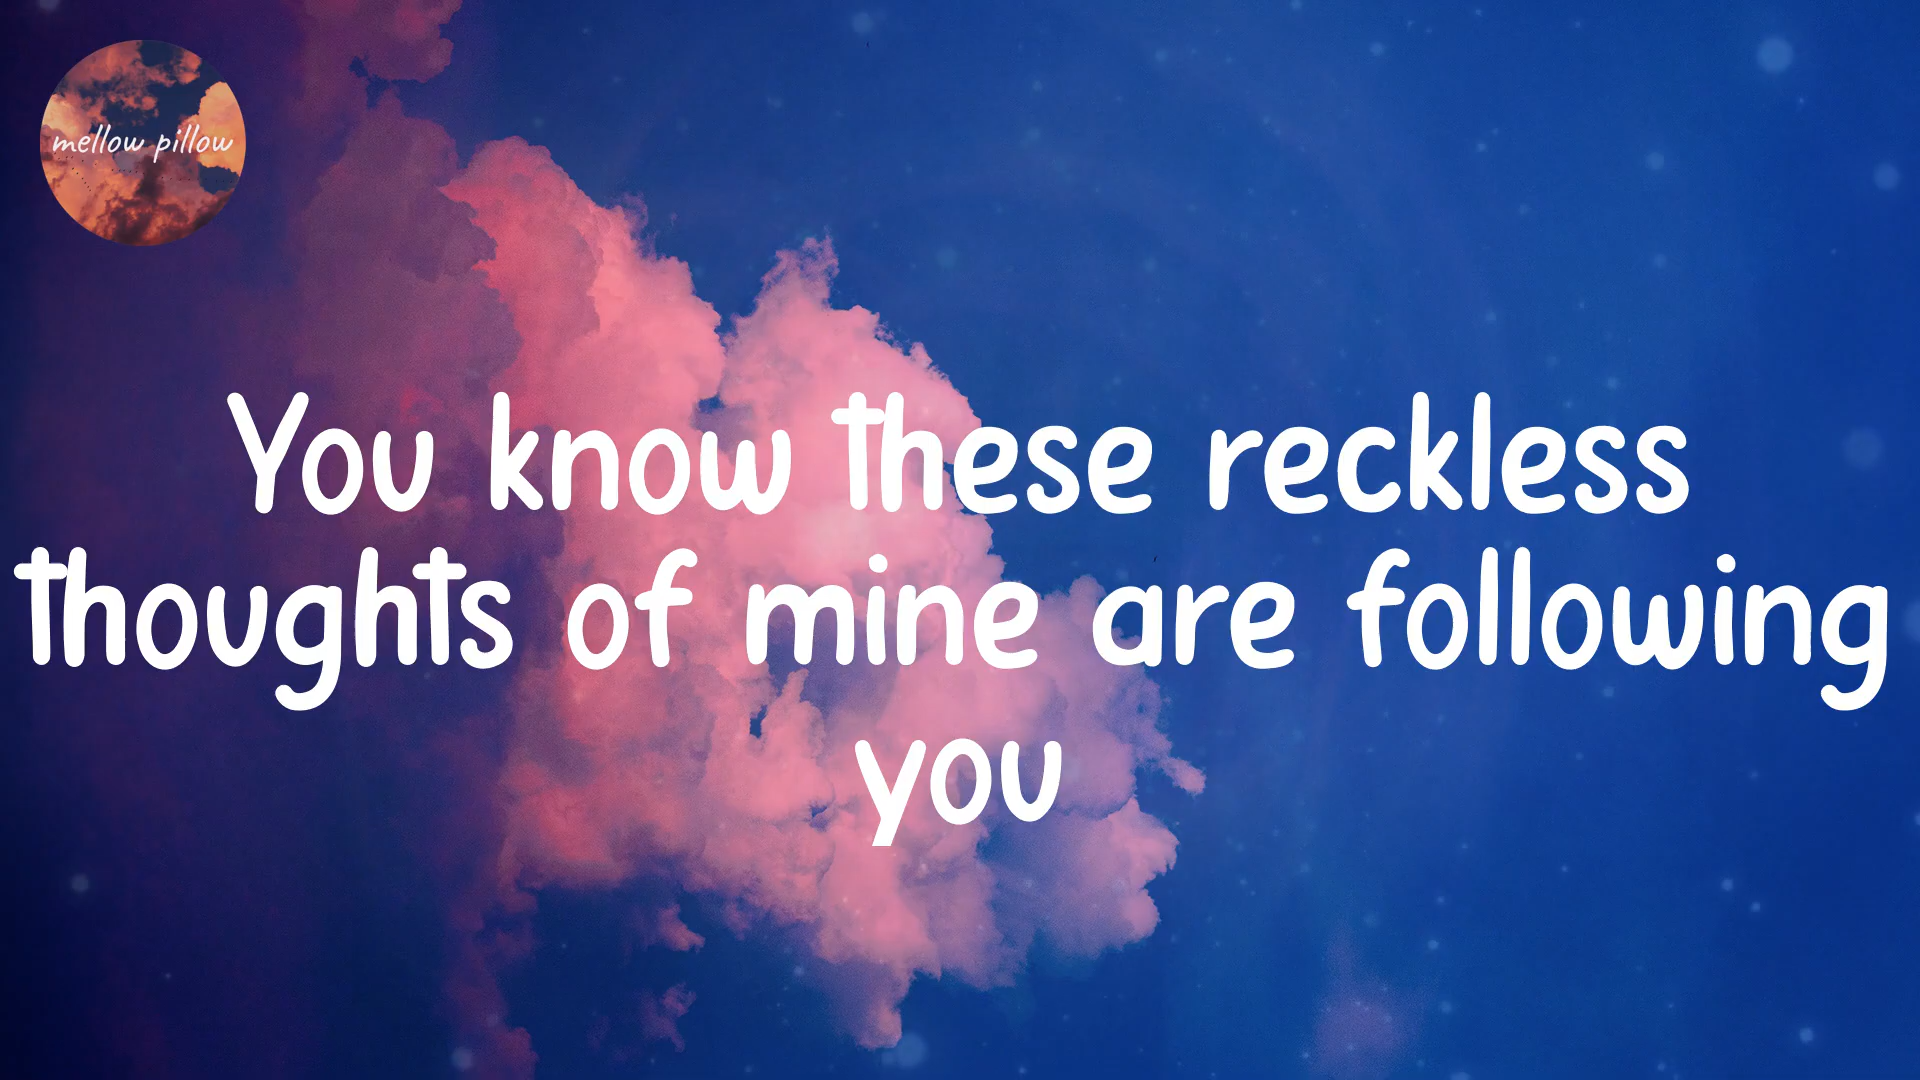 mellow pillow
You know these reckless
thoughts of mine are following
you